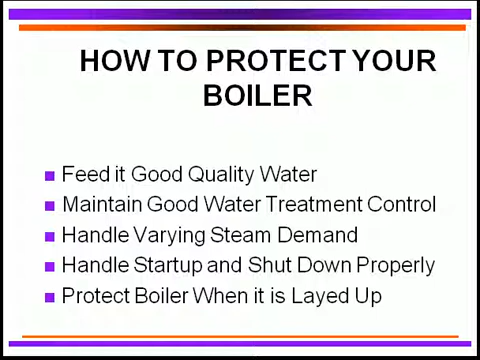 HOW TO PROTECT YOUR
BOILER
Feed it Good Quality Water
Maintain Good Water Treatment Control
Handle Varying Steam Demand
Handle Startup and Shut Down Properly
Protect Boiler When it is Layed Up